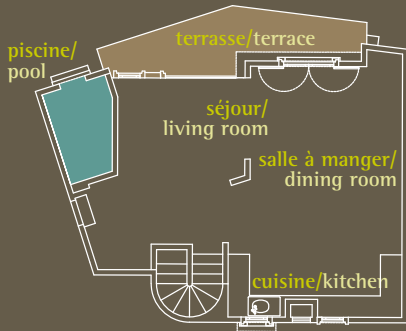 piscine/
pool
terrasse/terrace
séjour/
living room
salle à manger/
dining room
cuisine/kitchen